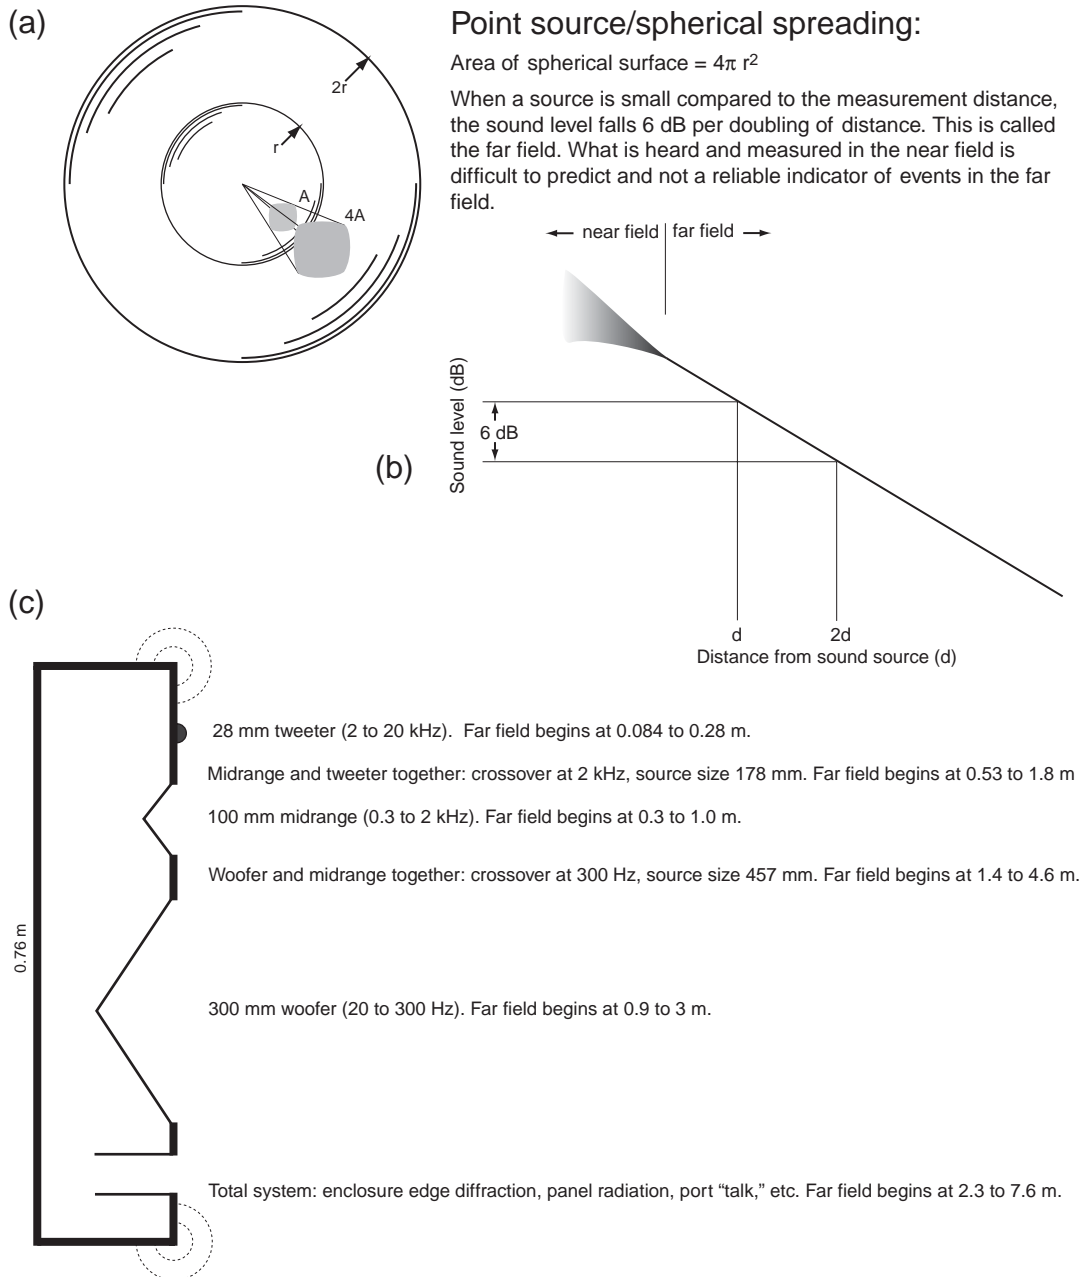 (a)
2r
r
A
4A
Point source/spherical spreading:
Area of spherical surface = 4π r²
When a source is small compared to the measurement distance,
the sound level falls 6 dB per doubling of distance. This is called
the far field. What is heard and measured in the near field is
difficult to predict and not a reliable indicator of events in the far
field.
near field
far field
Sound level (dB)
6 dB
(b)
d
2d
Distance from sound source (d)
(c)
0.76 m
28 mm tweeter (2 to 20 kHz). Far field begins at 0.084 to 0.28 m.
Midrange and tweeter together: crossover at 2 kHz, source size 178 mm. Far field begins at 0.53 to 1.8 m
100 mm midrange (0.3 to 2 kHz). Far field begins at 0.3 to 1.0 m.
Woofer and midrange together: crossover at 300 Hz, source size 457 mm. Far field begins at 1.4 to 4.6 m.
300 mm woofer (20 to 300 Hz). Far field begins at 0.9 to 3 m.
Total system: enclosure edge diffraction, panel radiation, port “talk,” etc. Far field begins at 2.3 to 7.6 m.